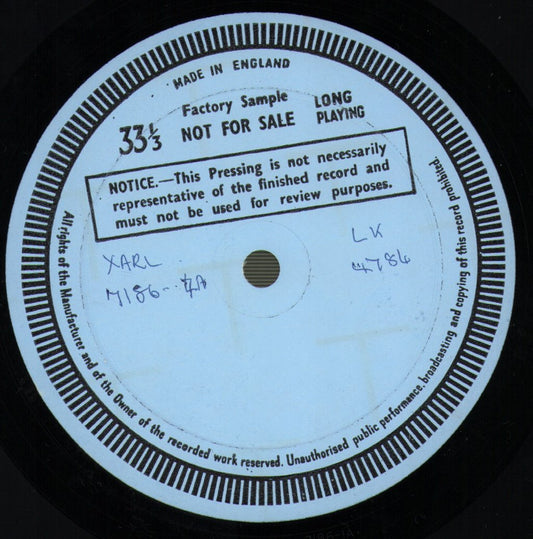 MADE IN ENGLAND
Factory Sample
NOT FOR SALE
33⅓
LONG
PLAYING
NOTICE.—This Pressing is not necessarily
representative of the finished record and
must not be used for review purposes.
XARL
7186
LK
4786
All rights of the Manufacturer and of the Owner of the recorded work reserved. Unauthorised public performance, broadcasting and copying of this record prohibited.